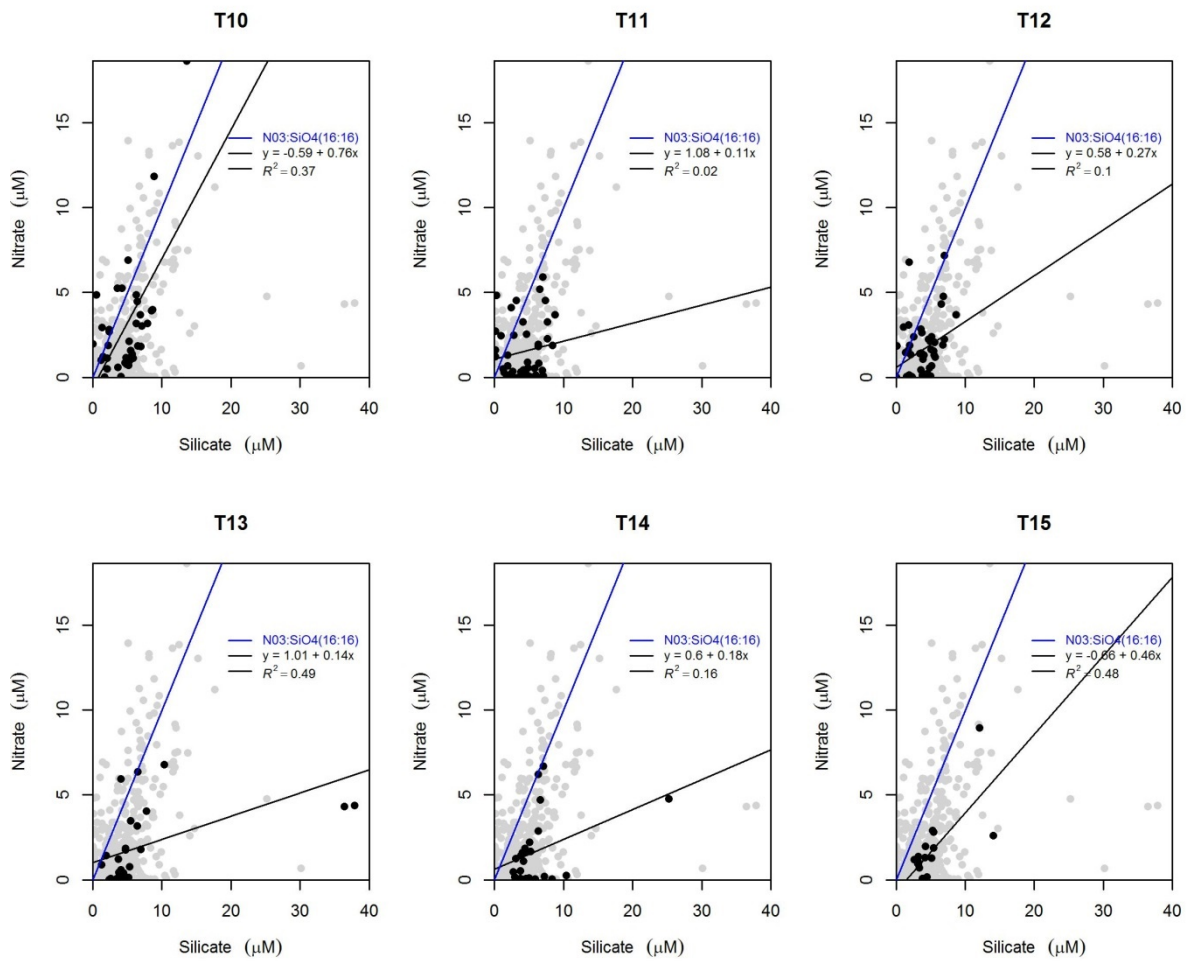 T10
T11
T12
15
10
5
0
Nitrate (μM)
N03:SiO4(16:16)
y = -0.59 + 0.76x
R² = 0.37
0 10 20 30 40
Silicate (μM)
15
10
5
0
Nitrate (μM)
N03:SiO4(16:16)
y = 1.08 + 0.11x
R² = 0.02
0 10 20 30 40
Silicate (μM)
15
10
5
0
Nitrate (μM)
N03:SiO4(16:16)
y = 0.58 + 0.27x
R² = 0.1
0 10 20 30 40
Silicate (μM)
T13
T14
T15
15
10
5
0
Nitrate (μM)
N03:SiO4(16:16)
y = 1.01 + 0.14x
R² = 0.49
0 10 20 30 40
Silicate (μM)
15
10
5
0
Nitrate (μM)
N03:SiO4(16:16)
y = 0.6 + 0.18x
R² = 0.16
0 10 20 30 40
Silicate (μM)
15
10
5
0
Nitrate (μM)
N03:SiO4(16:16)
y = -0.66 + 0.46x
R² = 0.48
0 10 20 30 40
Silicate (μM)